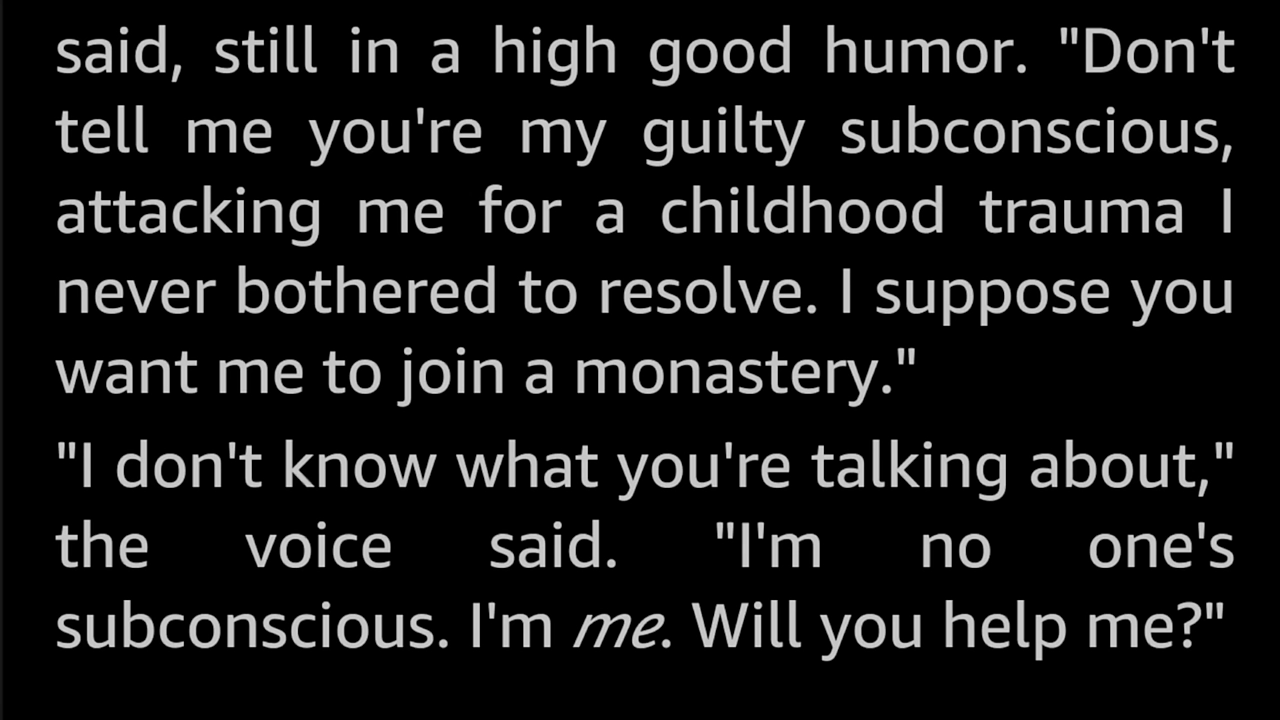 said, still in a high good humor. "Don't
tell me you're my guilty subconscious,
attacking me for a childhood trauma I
never bothered to resolve. I suppose you
want me to join a monastery."
"I don't know what you're talking about,"
the voice said. "I'm no one's
subconscious. I'm me. Will you help me?"